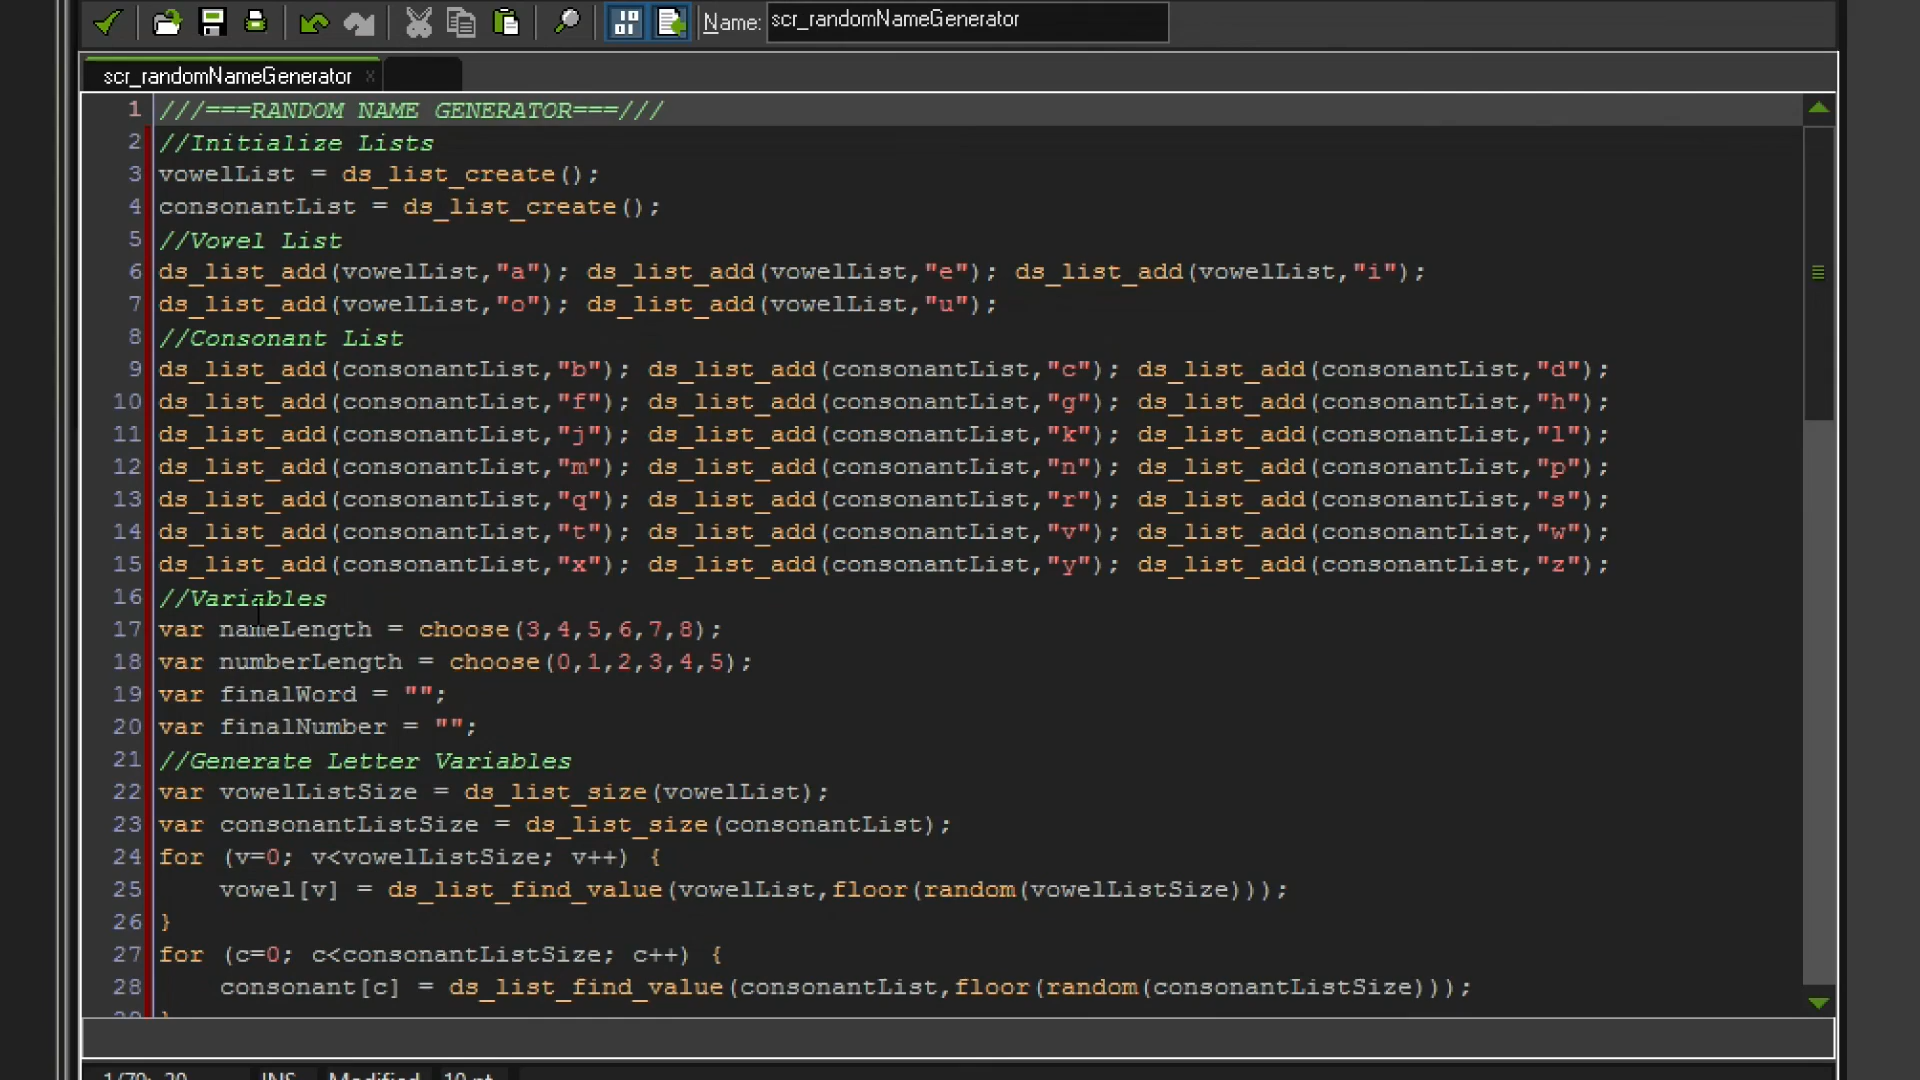 Name: scr_randomNameGenerator
scr_randomNameGenerator x
1 ///===RANDOM NAME GENERATOR===///
2 //Initialize Lists
3 vowelList = ds_list_create();
4 consonantList = ds_list_create();
5 //Vowel List
6 ds_list_add(vowelList,"a"); ds_list_add(vowelList,"e"); ds_list_add(vowelList,"i");
7 ds_list_add(vowelList,"o"); ds_list_add(vowelList,"u");
8 //Consonant List
9 ds_list_add(consonantList,"b"); ds_list_add(consonantList,"c"); ds_list_add(consonantList,"d");
10 ds_list_add(consonantList,"f"); ds_list_add(consonantList,"g"); ds_list_add(consonantList,"h");
11 ds_list_add(consonantList,"j"); ds_list_add(consonantList,"k"); ds_list_add(consonantList,"l");
12 ds_list_add(consonantList,"m"); ds_list_add(consonantList,"n"); ds_list_add(consonantList,"p");
13 ds_list_add(consonantList,"q"); ds_list_add(consonantList,"r"); ds_list_add(consonantList,"s");
14 ds_list_add(consonantList,"t"); ds_list_add(consonantList,"v"); ds_list_add(consonantList,"w");
15 ds_list_add(consonantList,"x"); ds_list_add(consonantList,"y"); ds_list_add(consonantList,"z");
16 //Variables
17 var nameLength = choose(3,4,5,6,7,8);
18 var numberLength = choose(0,1,2,3,4,5);
19 var finalWord = "";
20 var finalNumber = "";
21 //Generate Letter Variables
22 var vowelListSize = ds_list_size(vowelList);
23 var consonantListSize = ds_list_size(consonantList);
24 for (v=0; v<vowelListSize; v++) {
25     vowel[v] = ds_list_find_value(vowelList,floor(random(vowelListSize)));
26 }
27 for (c=0; c<consonantListSize; c++) {
28     consonant[c] = ds_list_find_value(consonantList,floor(random(consonantListSize)));
INS Modified 10 pt